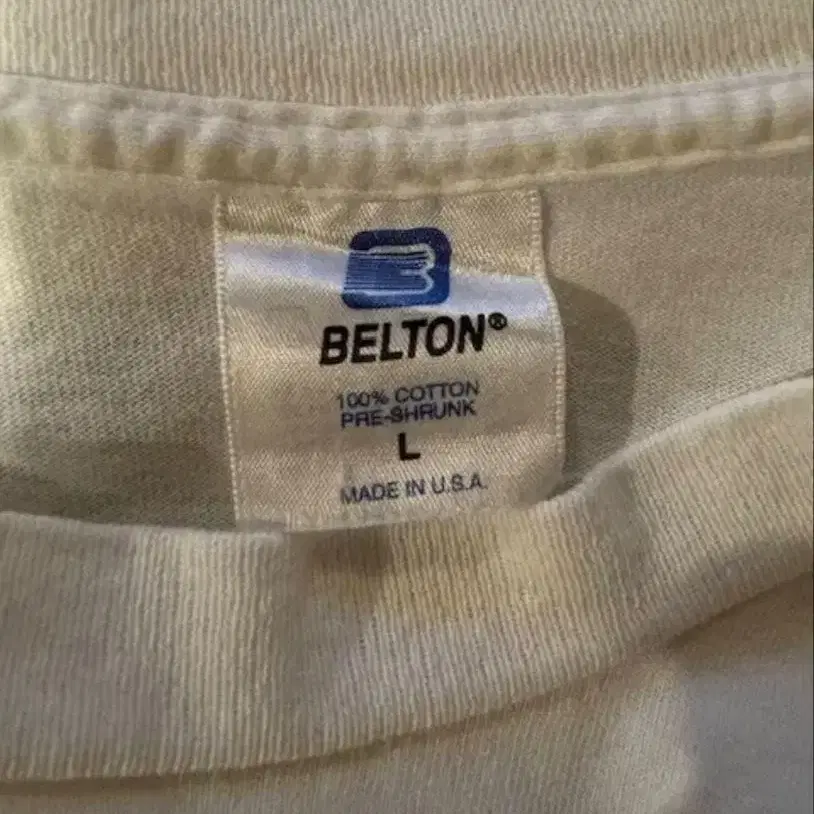 BELTON®
100% COTTON
PRE-SHRUNK
L
MADE IN U.S.A.